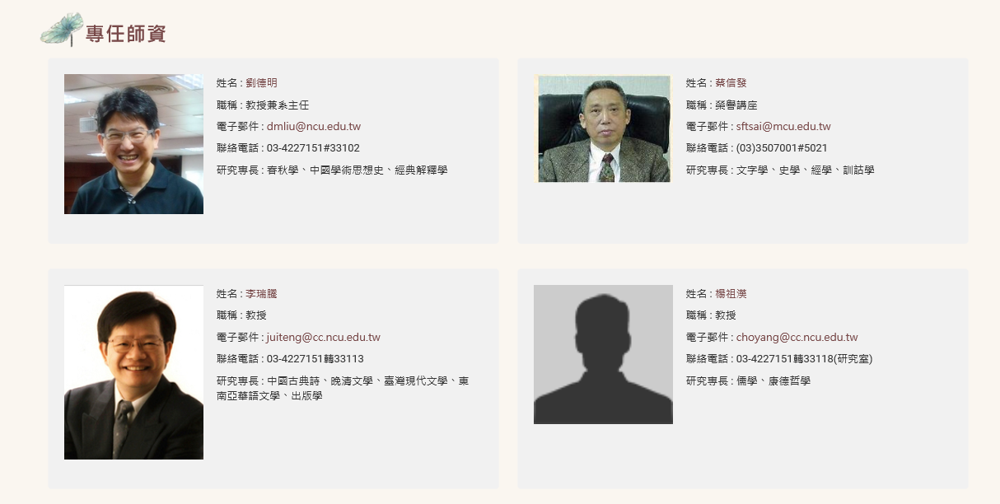 專任師資
姓名 : 劉德明
職稱 : 教授兼系主任
電子郵件 : dmliu@ncu.edu.tw
聯絡電話 : 03-4227151#33102
研究專長 : 春秋學、中國學術思想史、經典解釋學
姓名 : 蔡信發
職稱 : 榮譽講座
電子郵件 : sftsai@mcu.edu.tw
聯絡電話 : (03)3507001#5021
研究專長 : 文字學、史學、經學、訓詁學
姓名 : 李瑞騰
職稱 : 教授
電子郵件 : juiteng@cc.ncu.edu.tw
聯絡電話 : 03-4227151轉33113
研究專長 : 中國古典詩、晚清文學、臺灣現代文學、東
南亞華語文學、出版學
姓名 : 楊祖漢
職稱 : 教授
電子郵件 : choyang@cc.ncu.edu.tw
聯絡電話 : 03-4227151轉33118(研究室)
研究專長 : 儒學、康德哲學